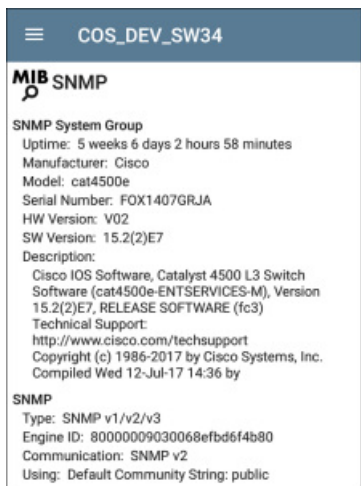 COS_DEV_SW34
MIB SNMP
SNMP System Group
Uptime: 5 weeks 6 days 2 hours 58 minutes
Manufacturer: Cisco
Model: cat4500e
Serial Number: FOX1407GRJA
HW Version: V02
SW Version: 15.2(2)E7
Description:
Cisco IOS Software, Catalyst 4500 L3 Switch
Software (cat4500e-ENTSERVICES-M), Version
15.2(2)E7, RELEASE SOFTWARE (fc3)
Technical Support:
http://www.cisco.com/techsupport
Copyright (c) 1986-2017 by Cisco Systems, Inc.
Compiled Wed 12-Jul-17 14:36 by
SNMP
Type: SNMP v1/v2/v3
Engine ID: 80000009030068efbd6f4b80
Communication: SNMP v2
Using: Default Community String: public